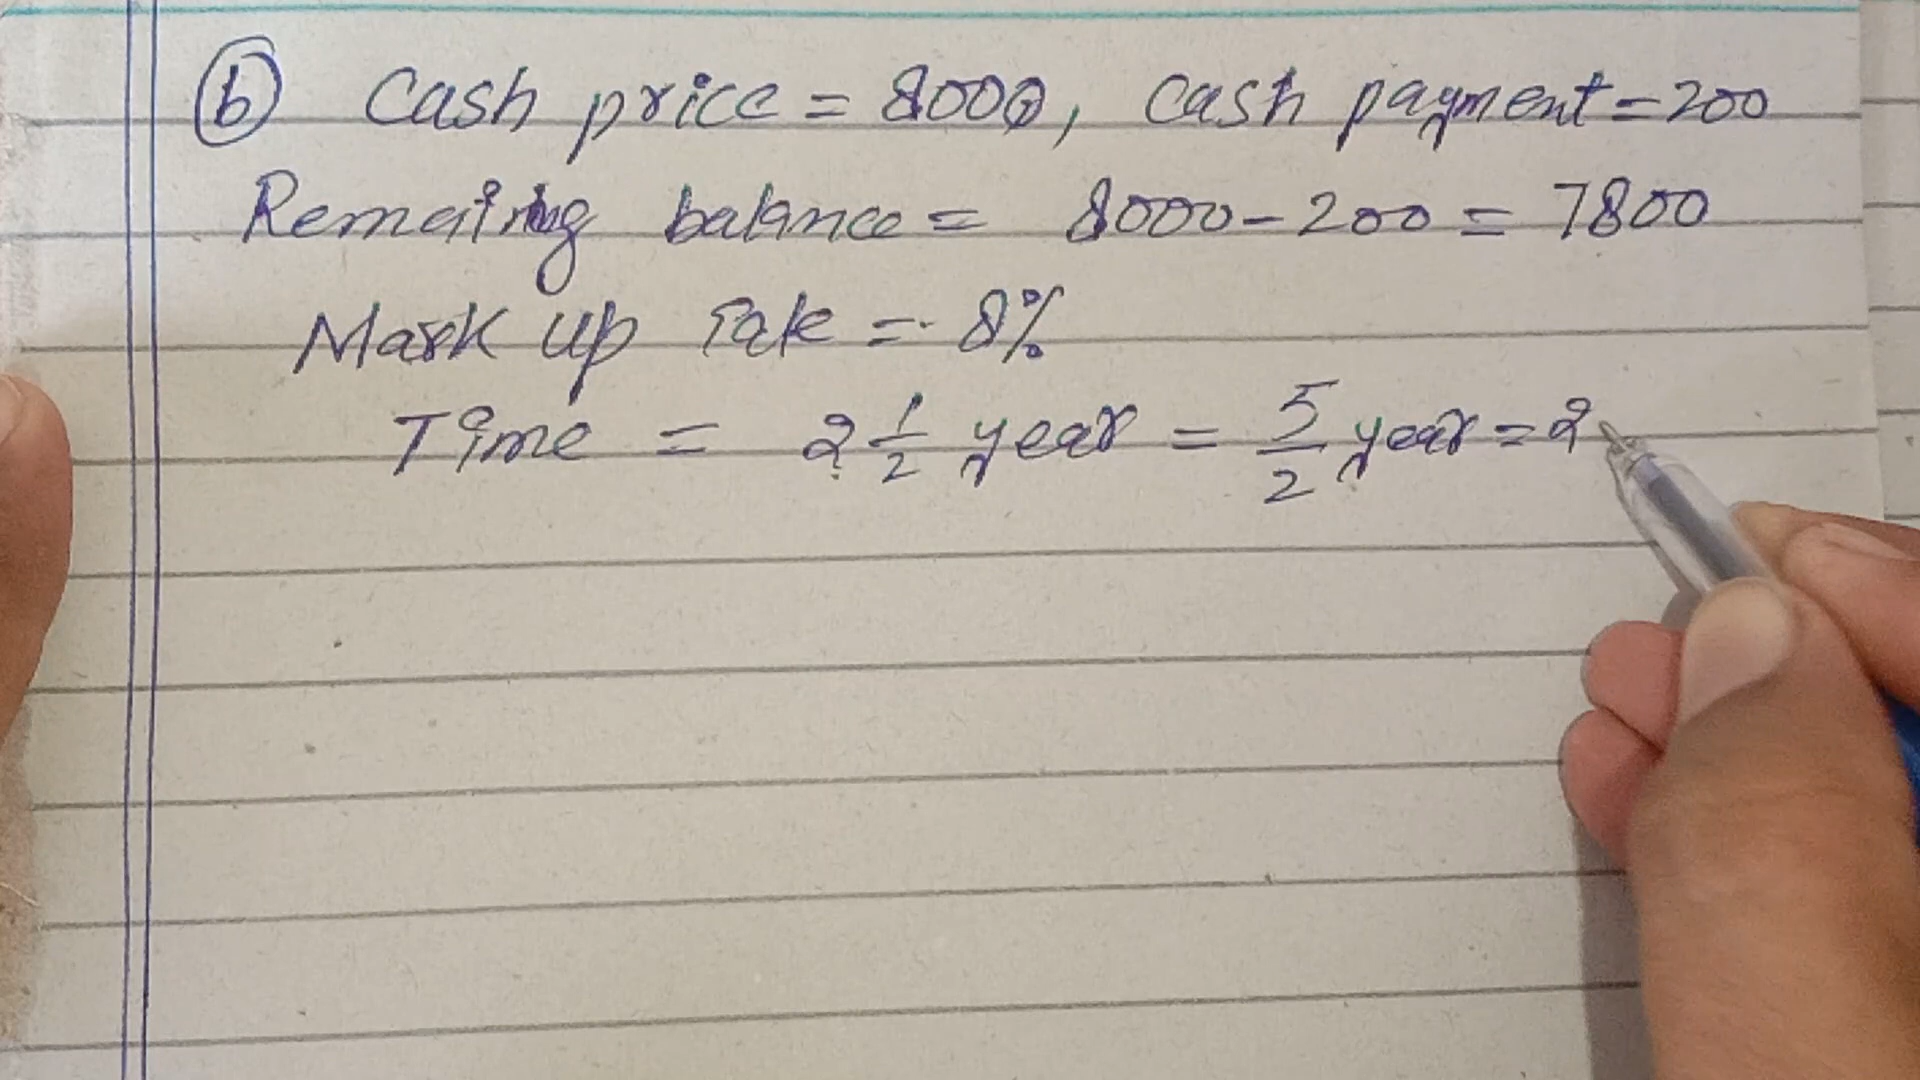 (b) Cash price = 8000, Cash payment = 200
Remaining balance = 8000 - 200 = 7800
Mark up rate = 8%
Time = 2 1/2 year = 5/2 year = 2